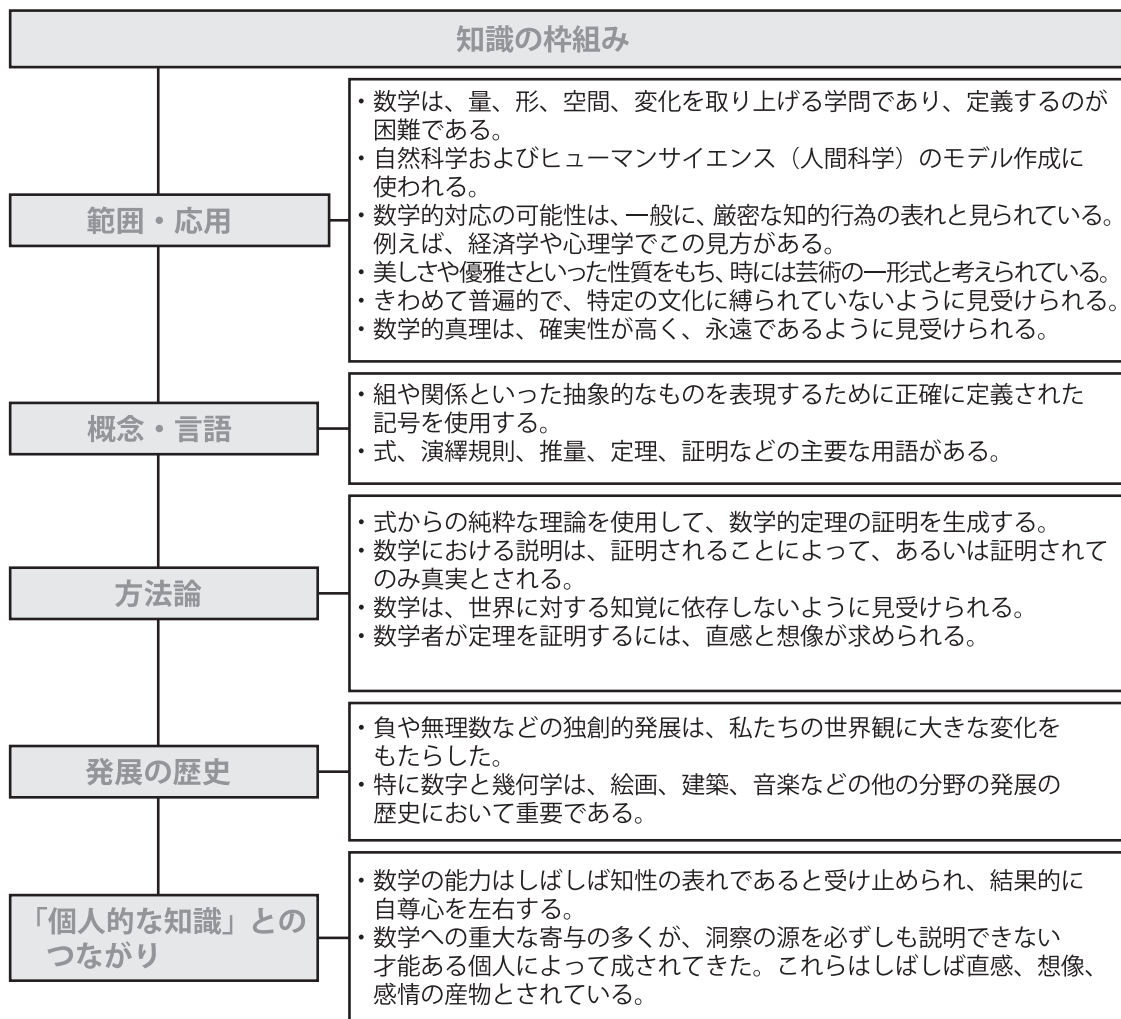 知識の枠組み
範囲・応用
・数学は、量、形、空間、変化を取り上げる学問であり、定義するのが
困難である。
・自然科学およびヒューマンサイエンス（人間科学）のモデル作成に
使われる。
・数学的対応の可能性は、一般に、厳密な知的行為の表れと見られている。
例えば、経済学や心理学でこの見方がある。
・美しさや優雅さといった性質をもち、時には芸術の一形式と考えられている。
・きわめて普遍的で、特定の文化に縛られていないように見受けられる。
・数学的真理は、確実性が高く、永遠であるように見受けられる。
概念・言語
・組や関係といった抽象的なものを表現するために正確に定義された
記号を使用する。
・式、演繹規則、推量、定理、証明などの主要な用語がある。
方法論
・式からの純粋な理論を使用して、数学的定理の証明を生成する。
・数学における説明は、証明されることによって、あるいは証明されて
のみ真実とされる。
・数学は、世界に対する知覚に依存しないように見受けられる。
・数学者が定理を証明するには、直感と想像が求められる。
発展の歴史
・負や無理数などの独創的発展は、私たちの世界観に大きな変化を
もたらした。
・特に数字と幾何学は、絵画、建築、音楽などの他の分野の発展の
歴史において重要である。
「個人的な知識」との
つながり
・数学の能力はしばしば知性の表れであると受け止められ、結果的に
自尊心を左右する。
・数学への重大な寄与の多くが、洞察の源を必ずしも説明できない
才能ある個人によって成されてきた。これらはしばしば直感、想像、
感情の産物とされている。